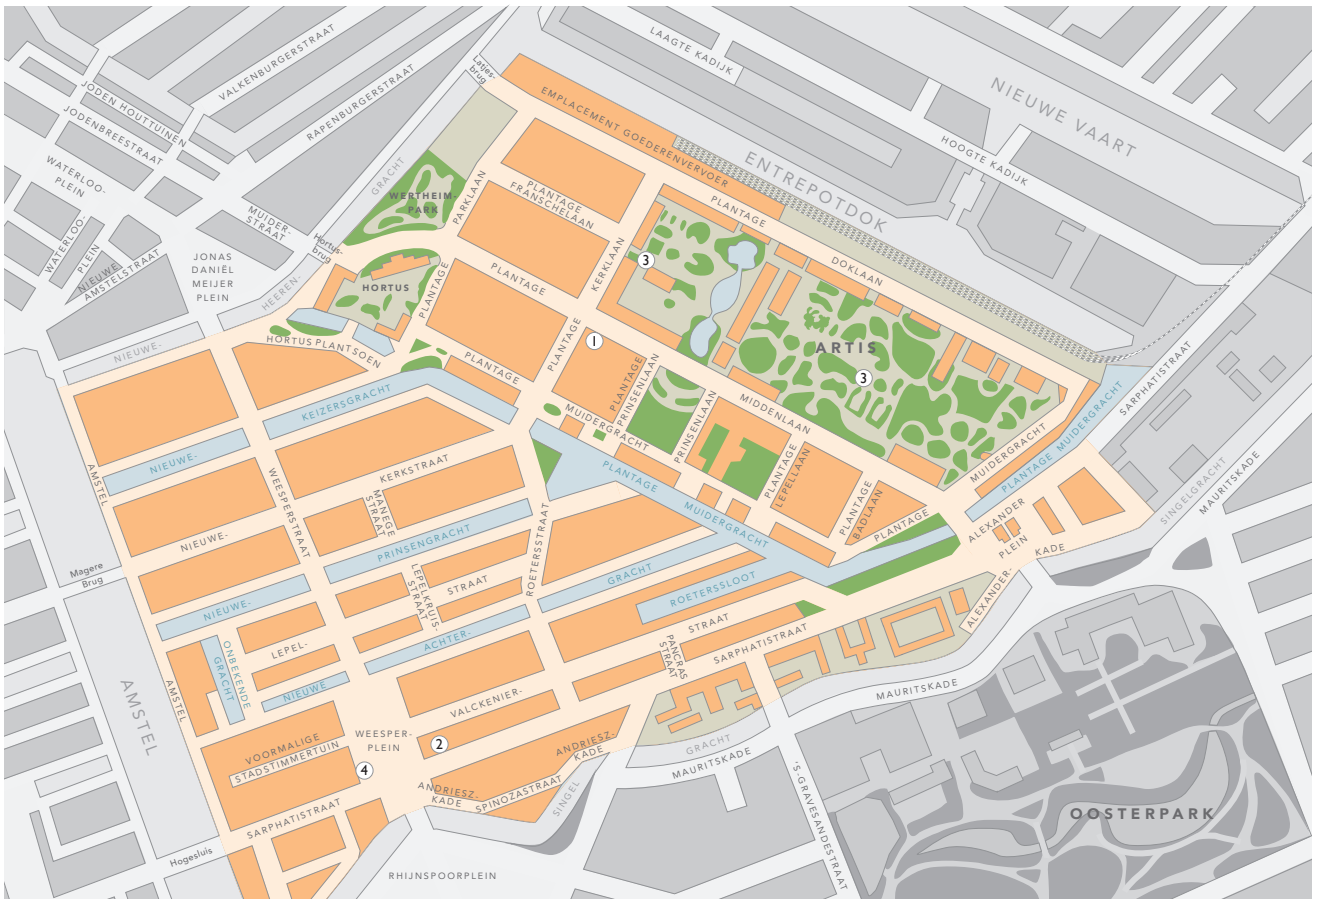 LAAGTE KADIJK
VALKENBURGERSTRAAT
Latjes-
brug
NIEUWE VAART
JODEN HOUTTUINEN
RAPENBURGERSTRAAT
EMPLACEMENT GOEDERENVERVOER
JODENBREESTRAAT
HOOGTE KADIJK
WATERLOO-
PLEIN
GRACHT
ENTREPOTDOK
WERTHEIM-
PARK
PARKLAAN
PLANTAGE
FRANSCHELAAN
PLANTAGE
MUIDER-
STRAAT
WATERLOO-
PLEIN
Hortus-
brug
NIEUWE
AMSTELSTRAAT
JONAS
DANIËL
MEIJER
PLEIN
HEEREN-
HORTUS
PLANTAGE
PLANTAGE
KERKLAAN
3
DOKLAAN
NIEUWE-
HORTUS PLANTSOEN
PLANTAGE
PLANTAGE
1
ARTIS
3
SARPHATISTRAAT
KEIZERSGRACHT
PLANTAGE
PRINSENLAAN
MUIDERGRACHT
PRINSENLAAN
MIDDENLAAN
PLANTAGE MUIDERGRACHT
MUIDERGRACHT
NIEUWE-
AMSTEL
WEESPERSTRAAT
KERKSTRAAT
MANEGE
STRAAT
PLANTAGE
MUIDERGRACHT
PLANTAGE
LEPELLAAN
PLANTAGE
BADLAAN
PLANTAGE
ALEXANDER
PLEIN
KADE
SINGELGRACHT
MAURITSKADE
NIEUWE-
PRINSENGRACHT
ROETERSSTRAAT
Magere
Brug
NIEUWE-
LEPELKRUIS
STRAAT
STRAAT
GRACHT
ROETERSSLOOT
ALEXANDER-
ONBEKENDE
GRACHT
LEPEL-
ACHTER-
STRAAT
PANCRAS
STRAAT
SARPHATISTRAAT
AMSTEL
AMSTEL
NIEUWE
VALCKENIER-
MAURITSKADE
VOORMALIGE
STADSTIMMERTUIN
WEESPER-
PLEIN
2
4
ANDRIESZ-
KADE
GRACHT
MAURITSKADE
ANDRIESZ-
KADE
SPINOZASTRAAT
SINGEL
'S-GRAVESANDESTRAAT
OOSTERPARK
SARPHATISTRAAT
Hogesluis
RHIJNSPOORPLEIN